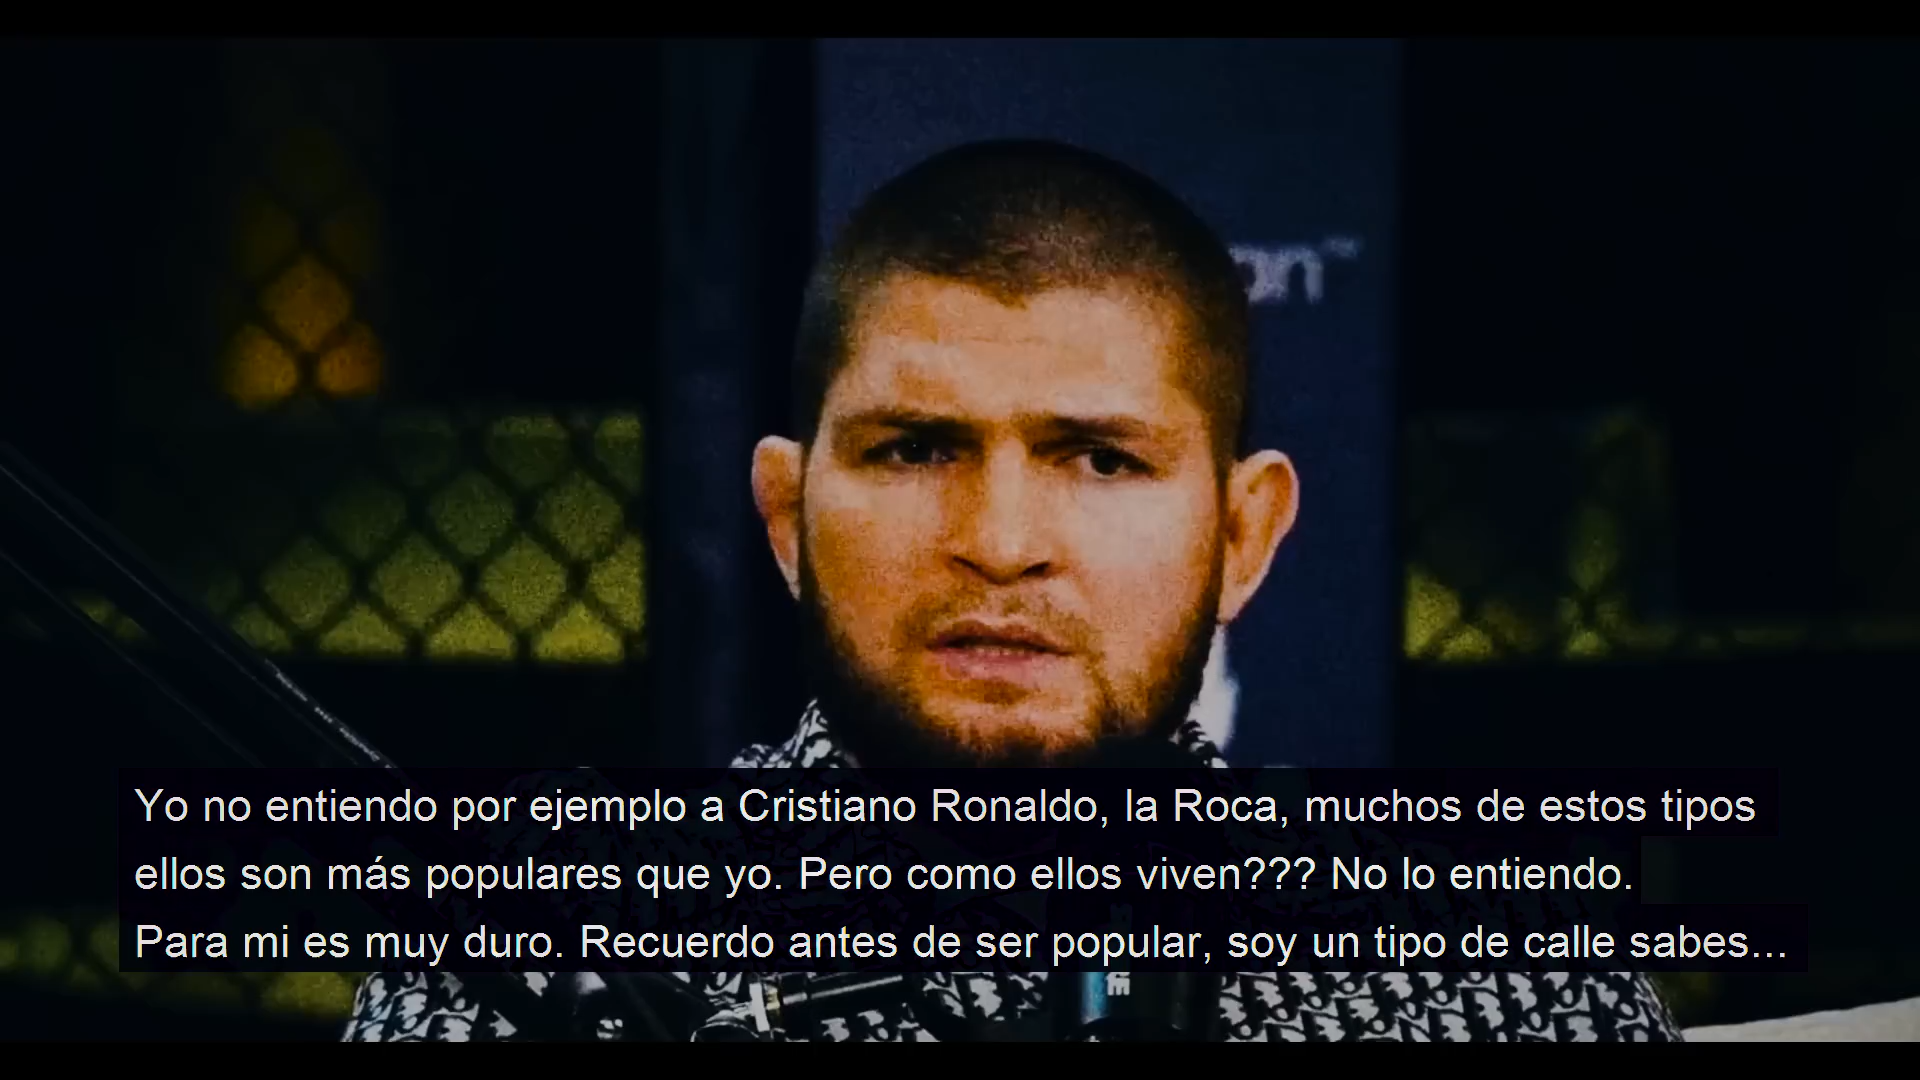 an™
Yo no entiendo por ejemplo a Cristiano Ronaldo, la Roca, muchos de estos tipos
ellos son más populares que yo. Pero como ellos viven??? No lo entiendo.
Para mi es muy duro. Recuerdo antes de ser popular, soy un tipo de calle sabes...